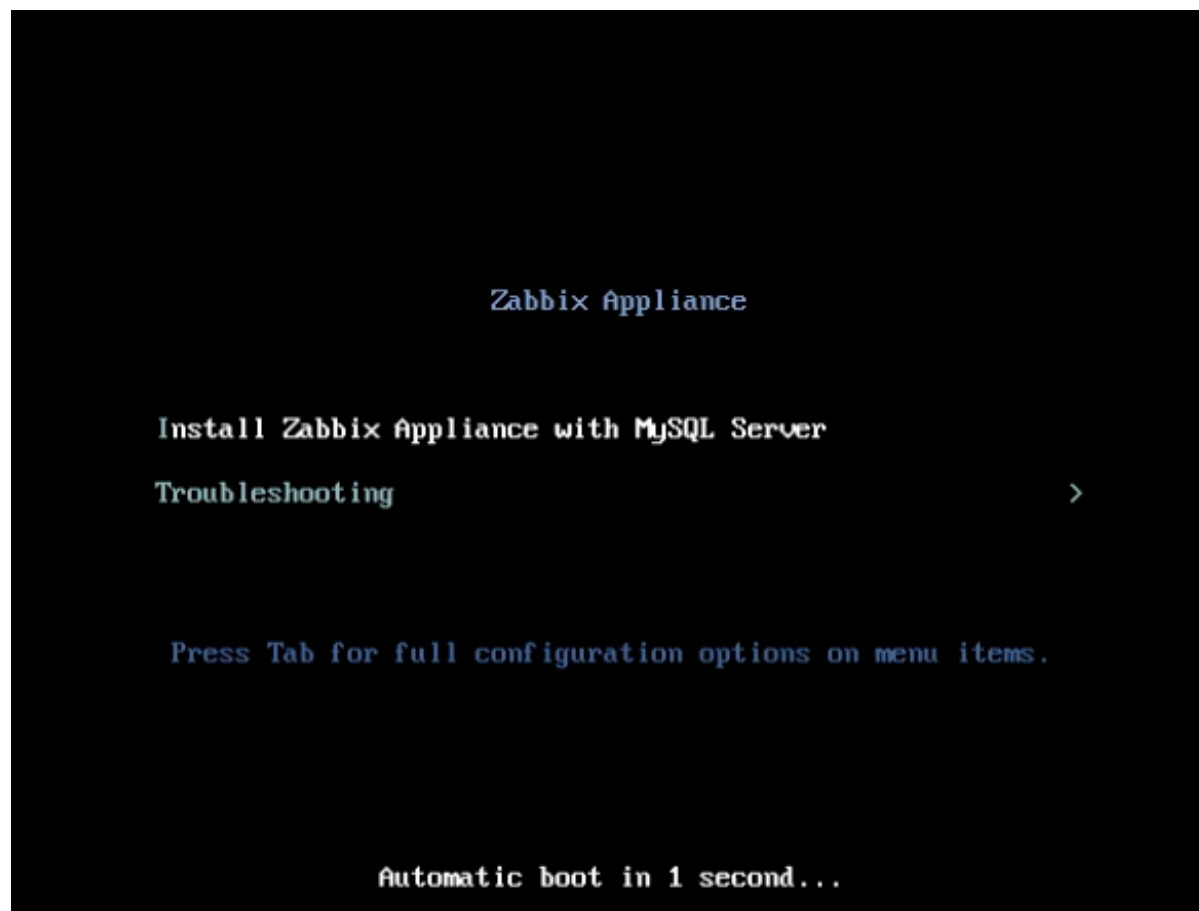 Zabbix Appliance
Install Zabbix Appliance with MySQL Server
Troubleshooting >
Press Tab for full configuration options on menu items.
Automatic boot in 1 second...